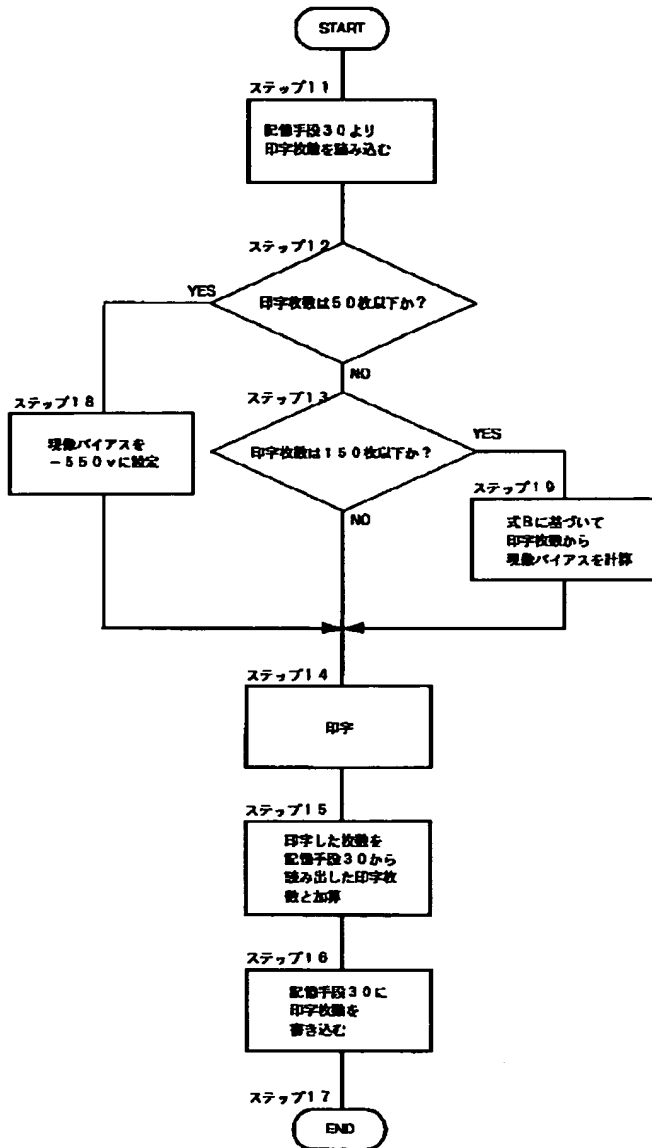 START
ステップ11
記憶手段30より
印字枚数を読み込む
ステップ12
YES
印字枚数は50枚以下か?
NO
ステップ18
現像バイアスを
-550vに設定
ステップ13
印字枚数は150枚以下か?
YES
NO
ステップ19
式Bに基づいて
印字枚数から
現像バイアスを計算
ステップ14
印字
ステップ15
印字した枚数を
記憶手段30から
読み出した印字枚
数と加算
ステップ16
記憶手段30に
印字枚数を
書き込む
ステップ17
END